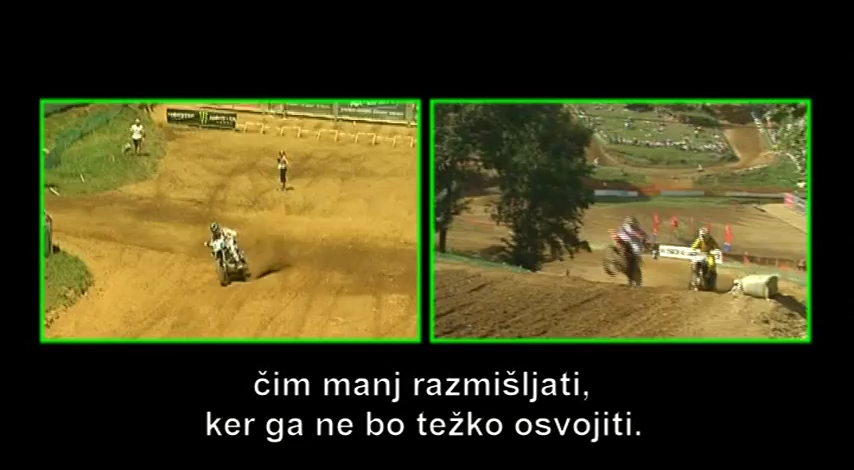 čim manj razmišljati,
ker ga ne bo težko osvojiti.